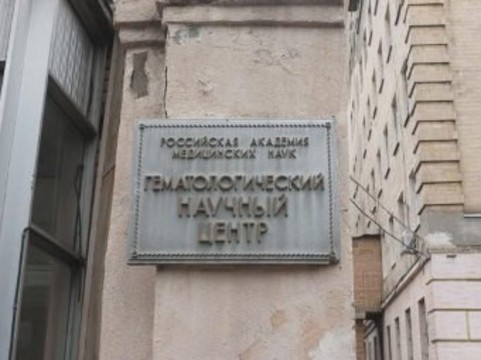 РОССИЙСКАЯ АКАДЕМИЯ
МЕДИЦИНСКИХ НАУК
ГЕМАТОЛОГИЧЕСКИЙ
НАУЧНЫЙ
ЦЕНТР